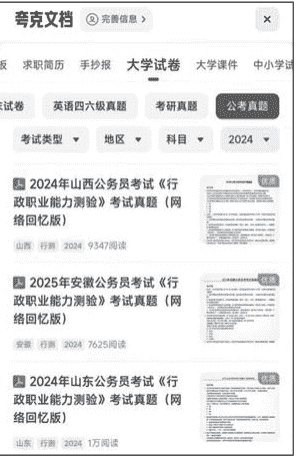 夸克文档 完善信息 >
板 求职简历 手抄报 大学试卷 大学课件 中小学试
试卷 英语四六级真题 考研真题 公考真题
考试类型 地区 科目 2024
2024年山西公务员考试《行
政职业能力测验》考试真题（网
络回忆版）
山西 行测 2024 9347阅读
优质
2025年安徽公务员考试《行
政职业能力测验》考试真题（网
络回忆版）
安徽 行测 2024 7625阅读
优质
2024年山东公务员考试《行
政职业能力测验》考试真题（网
络回忆版）
山东 行测 2024 1万阅读
优质